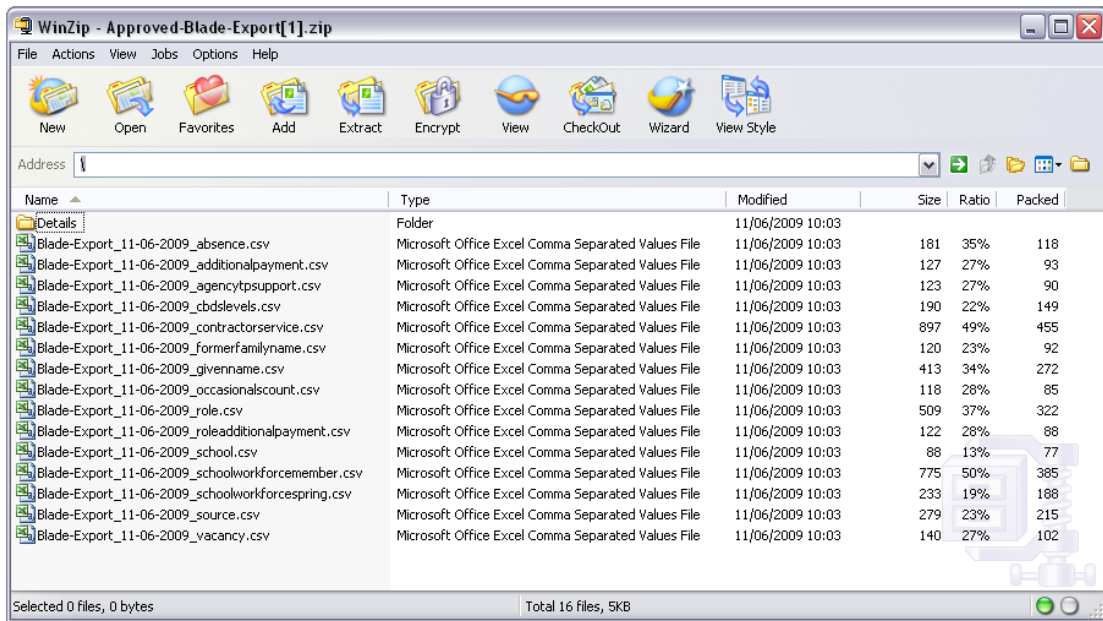 WinZip - Approved-Blade-Export[1].zip
File Actions View Jobs Options Help
New Open Favorites Add Extract Encrypt View CheckOut Wizard View Style
Address \
Name Type Modified Size Ratio Packed
Details Folder 11/06/2009 10:03
Blade-Export_11-06-2009_absence.csv Microsoft Office Excel Comma Separated Values File 11/06/2009 10:03 181 35% 118
Blade-Export_11-06-2009_additionalpayment.csv Microsoft Office Excel Comma Separated Values File 11/06/2009 10:03 127 27% 93
Blade-Export_11-06-2009_agencytpsupport.csv Microsoft Office Excel Comma Separated Values File 11/06/2009 10:03 123 27% 90
Blade-Export_11-06-2009_cbdslevels.csv Microsoft Office Excel Comma Separated Values File 11/06/2009 10:03 190 22% 149
Blade-Export_11-06-2009_contractorservice.csv Microsoft Office Excel Comma Separated Values File 11/06/2009 10:03 897 49% 455
Blade-Export_11-06-2009_formerfamilyname.csv Microsoft Office Excel Comma Separated Values File 11/06/2009 10:03 120 23% 92
Blade-Export_11-06-2009_givenname.csv Microsoft Office Excel Comma Separated Values File 11/06/2009 10:03 413 34% 272
Blade-Export_11-06-2009_occasionalscount.csv Microsoft Office Excel Comma Separated Values File 11/06/2009 10:03 118 28% 85
Blade-Export_11-06-2009_role.csv Microsoft Office Excel Comma Separated Values File 11/06/2009 10:03 509 37% 322
Blade-Export_11-06-2009_roleadditionalpayment.csv Microsoft Office Excel Comma Separated Values File 11/06/2009 10:03 122 28% 88
Blade-Export_11-06-2009_school.csv Microsoft Office Excel Comma Separated Values File 11/06/2009 10:03 88 13% 77
Blade-Export_11-06-2009_schoolworkforcemember.csv Microsoft Office Excel Comma Separated Values File 11/06/2009 10:03 775 50% 385
Blade-Export_11-06-2009_schoolworkforcespring.csv Microsoft Office Excel Comma Separated Values File 11/06/2009 10:03 233 19% 188
Blade-Export_11-06-2009_source.csv Microsoft Office Excel Comma Separated Values File 11/06/2009 10:03 279 23% 215
Blade-Export_11-06-2009_vacancy.csv Microsoft Office Excel Comma Separated Values File 11/06/2009 10:03 140 27% 102
Selected 0 files, 0 bytes Total 16 files, 5KB